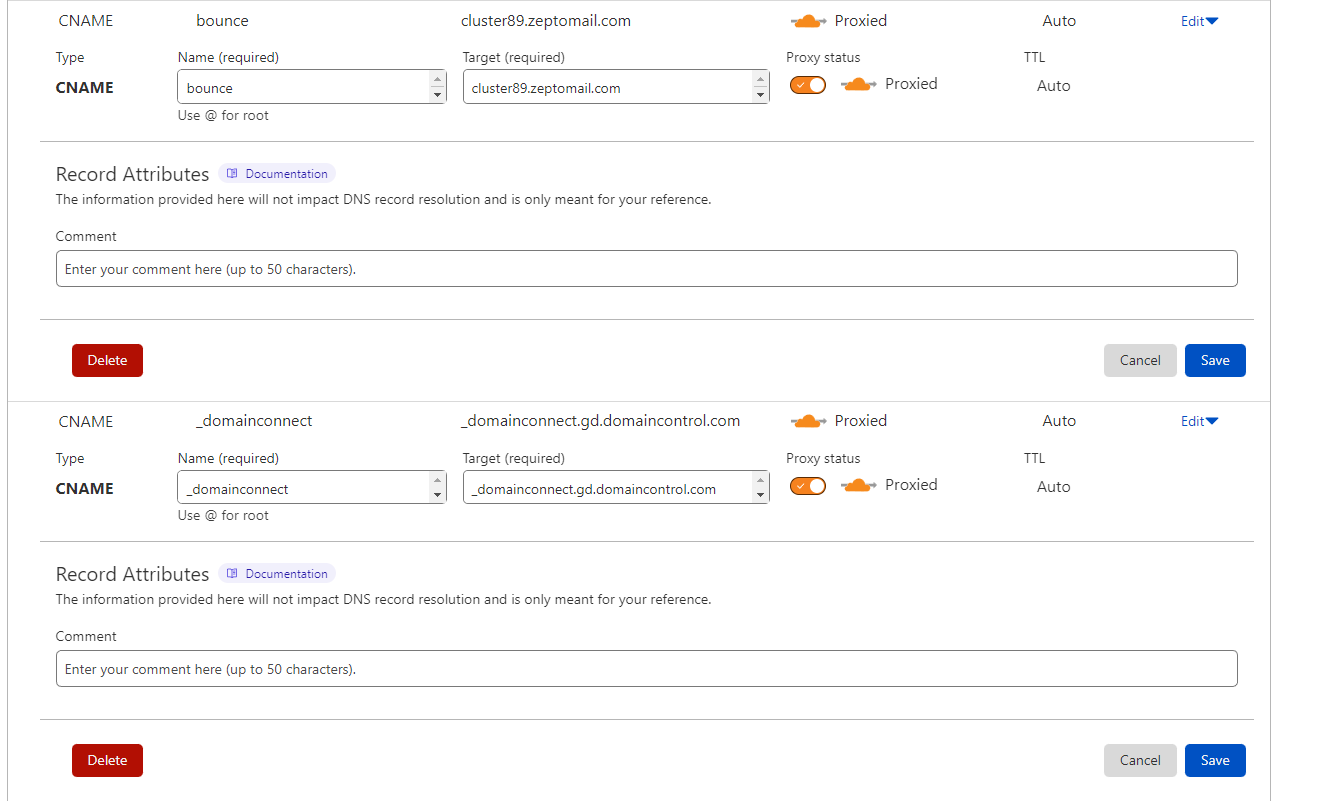 CNAME bounce cluster89.zeptomail.com Proxied Auto Edit
Type Name (required) Target (required) Proxy status TTL
CNAME bounce cluster89.zeptomail.com Proxied Auto
Use @ for root
Record Attributes Documentation
The information provided here will not impact DNS record resolution and is only meant for your reference.
Comment
Enter your comment here (up to 50 characters).
Delete Cancel Save
CNAME _domainconnect _domainconnect.gd.domaincontrol.com Proxied Auto Edit
Type Name (required) Target (required) Proxy status TTL
CNAME _domainconnect _domainconnect.gd.domaincontrol.com Proxied Auto
Use @ for root
Record Attributes Documentation
The information provided here will not impact DNS record resolution and is only meant for your reference.
Comment
Enter your comment here (up to 50 characters).
Delete Cancel Save